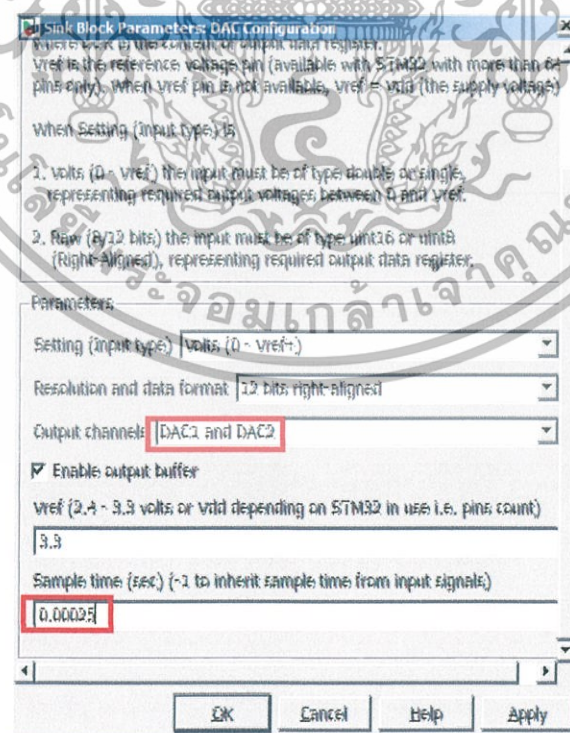 Sink Block Parameters: DAC Configuration
where DOR is the content of output data register.
Vref is the reference voltage pin (available with STM32 with more than 64
pins only). When Vref pin is not available, Vref = Vdd (the supply voltage)
When Setting (Input type) is
1. Volts (0 - Vref) the input must be of type double or single,
representing required output voltages between 0 and Vref.
2. Raw (8/12 bits) the input must be of type uint16 or uint8
(Right-Aligned), representing required output data register.
Parameters
Setting (Input type) Volts (0 - Vref+)
Resolution and data format 12 bits right-aligned
Output channels DAC1 and DAC2
Enable output buffer
Vref (2.4 - 3.3 volts or Vdd depending on STM32 in use i.e. pins count)
3.3
Sample time (sec) (-1 to inherit sample time from input signals)
0.00025
OK Cancel Help Apply